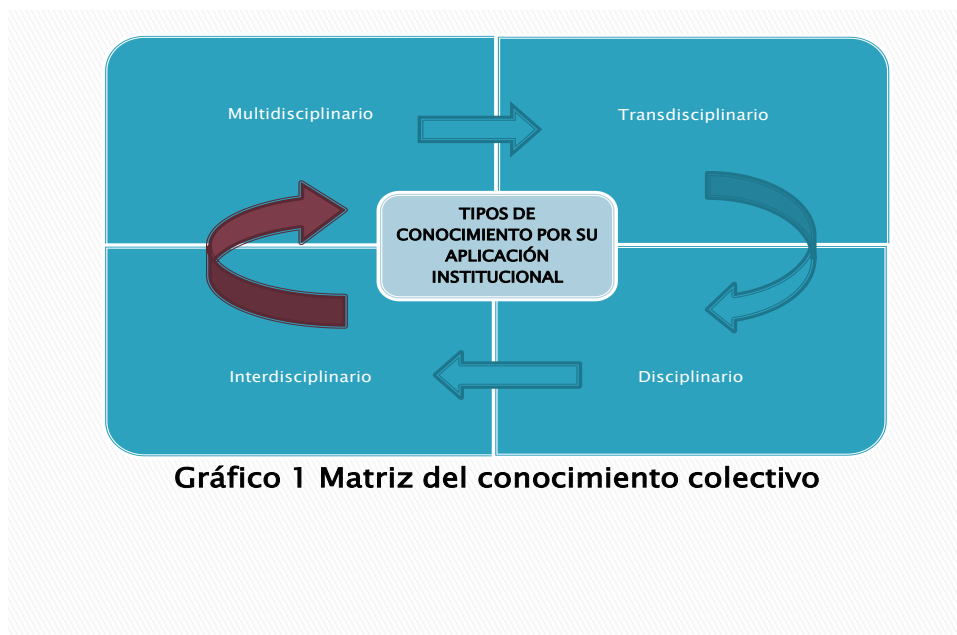 Multidisciplinario
Transdisciplinario
TIPOS DE
CONOCIMIENTO POR SU
APLICACIÓN
INSTITUCIONAL
Interdisciplinario
Disciplinario
Gráfico 1 Matriz del conocimiento colectivo